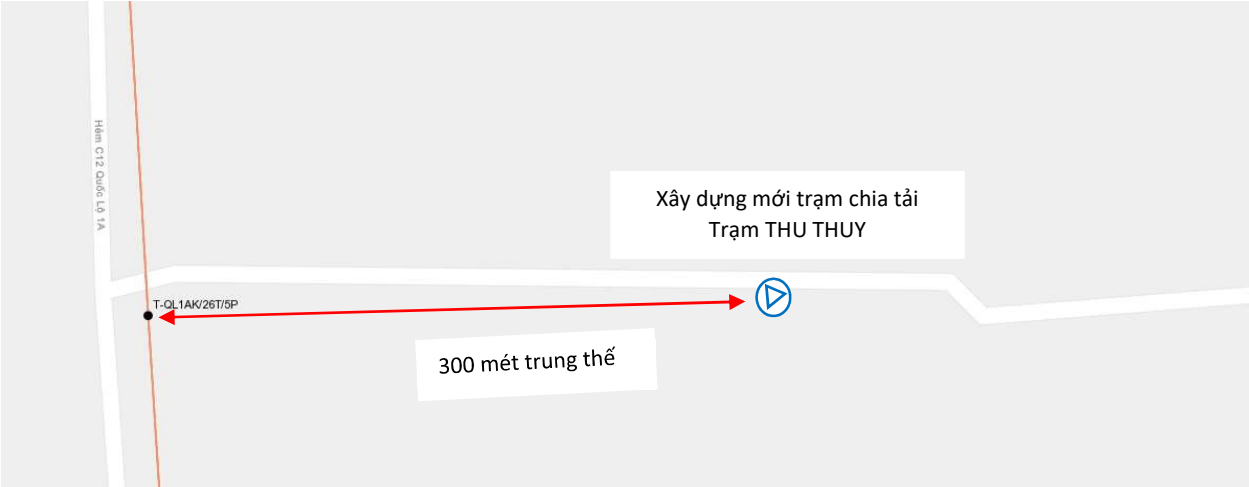 Hẻm C12 Quốc Lộ 1A
Xây dựng mới trạm chia tải
Trạm THU THUY
T-QL1AK/26T/5P
300 mét trung thế